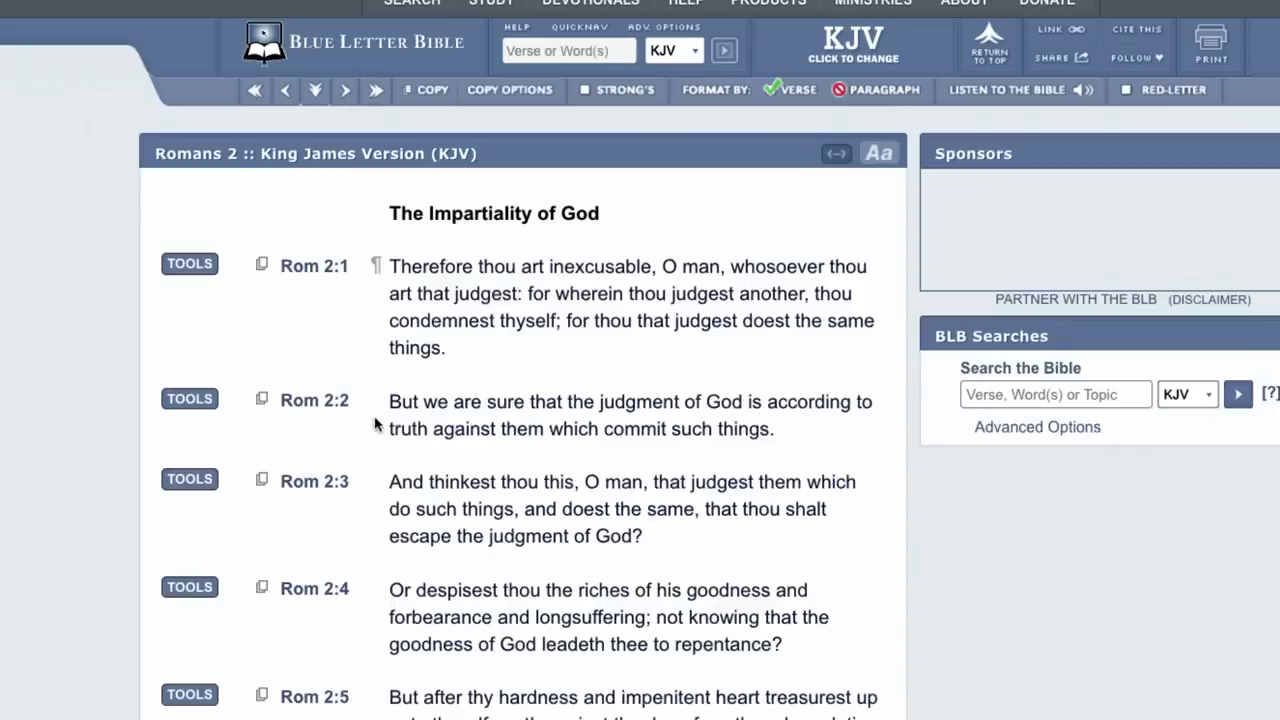 SEARCH STUDY DEVOTIONALS HELP PRODUCTS MINISTRIES ABOUT DONATE
BLUE LETTER BIBLE
HELP QUICKNAV ADV. OPTIONS
Verse or Word(s) KJV
KJV
CLICK TO CHANGE
RETURN
TO TOP
LINK CITE THIS
SHARE FOLLOW
PRINT
COPY COPY OPTIONS STRONG'S FORMAT BY: VERSE PARAGRAPH LISTEN TO THE BIBLE RED-LETTER
Romans 2 :: King James Version (KJV) Aa
The Impartiality of God
TOOLS Rom 2:1 ¶ Therefore thou art inexcusable, O man, whosoever thou
art that judgest: for wherein thou judgest another, thou
condemnest thyself; for thou that judgest doest the same
things.
TOOLS Rom 2:2 But we are sure that the judgment of God is according to
truth against them which commit such things.
TOOLS Rom 2:3 And thinkest thou this, O man, that judgest them which
do such things, and doest the same, that thou shalt
escape the judgment of God?
TOOLS Rom 2:4 Or despisest thou the riches of his goodness and
forbearance and longsuffering; not knowing that the
goodness of God leadeth thee to repentance?
TOOLS Rom 2:5 But after thy hardness and impenitent heart treasurest up
Sponsors
PARTNER WITH THE BLB (DISCLAIMER)
BLB Searches
Search the Bible
Verse, Word(s) or Topic KJV [?]
Advanced Options